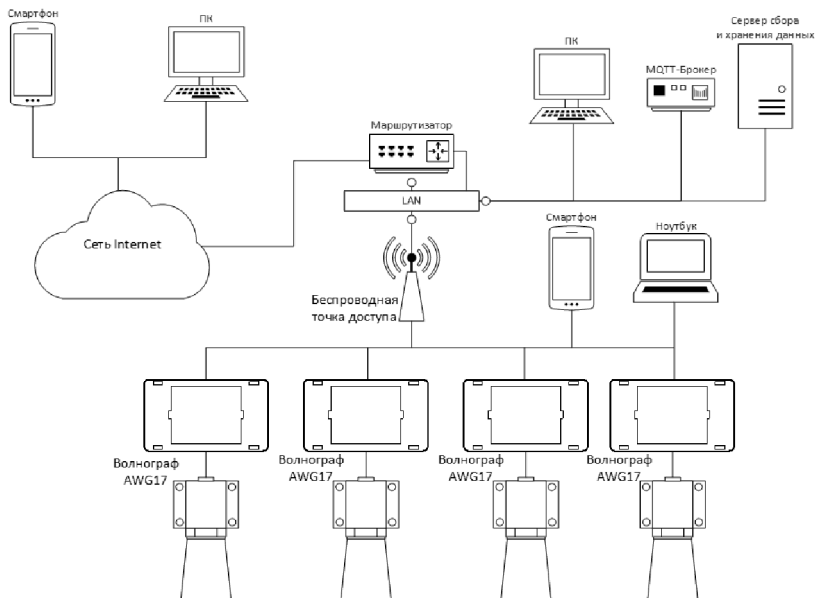 Смартфон
ПК
Сервер сбора
и хранения данных
ПК
MQTT-Брокер
Маршрутизатор
LAN
Смартфон
Ноутбук
Сеть Internet
Беспроводная
точка доступа
Волнограф
AWG17
Волнограф
AWG17
Волнограф
AWG17
Волнограф
AWG17